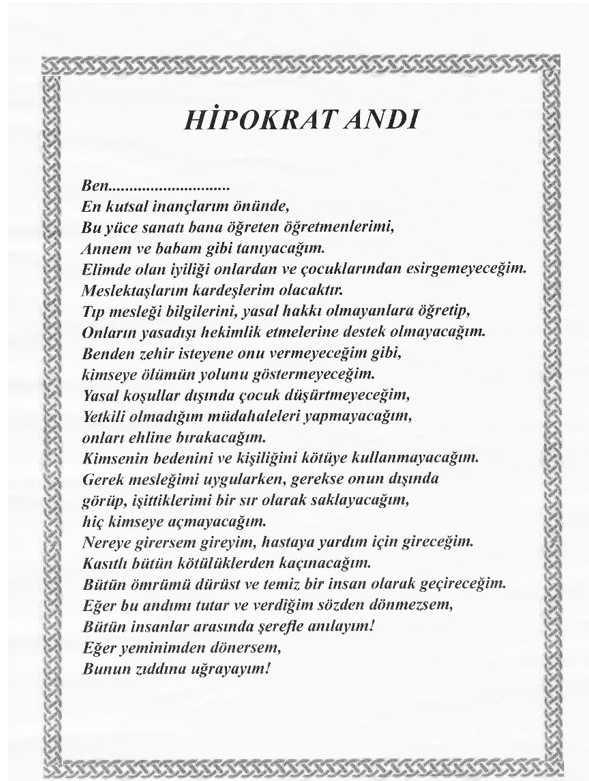 HİPOKRAT ANDI
Ben.............................
En kutsal inançlarım önünde,
Bu yüce sanatı bana öğreten öğretmenlerimi,
Annem ve babam gibi tanıyacağım.
Elimde olan iyiliği onlardan ve çocuklarından esirgemeyeceğim.
Meslektaşlarım kardeşlerim olacaktır.
Tıp mesleği bilgilerini, yasal hakkı olmayanlara öğretip,
Onların yasadışı hekimlik etmelerine destek olmayacağım.
Benden zehir isteyene onu vermeyeceğim gibi,
kimseye ölümün yolunu göstermeyeceğim.
Yasal koşullar dışında çocuk düşürtmeyeceğim,
Yetkili olmadığım müdahaleleri yapmayacağım,
onları ehline bırakacağım.
Kimsenin bedenini ve kişiliğini kötüye kullanmayacağım.
Gerek mesleğimi uygularken, gerekse onun dışında
görüp, işittiklerimi bir sır olarak saklayacağım,
hiç kimseye açmayacağım.
Nereye girersem gireyim, hastaya yardım için gireceğim.
Kasıtlı bütün kötülüklerden kaçınacağım.
Bütün ömrümü dürüst ve temiz bir insan olarak geçireceğim.
Eğer bu andımı tutar ve verdiğim sözden dönmezsem,
Bütün insanlar arasında şerefle anılayım!
Eğer yeminimden dönersem,
Bunun zıddına uğrayayım!